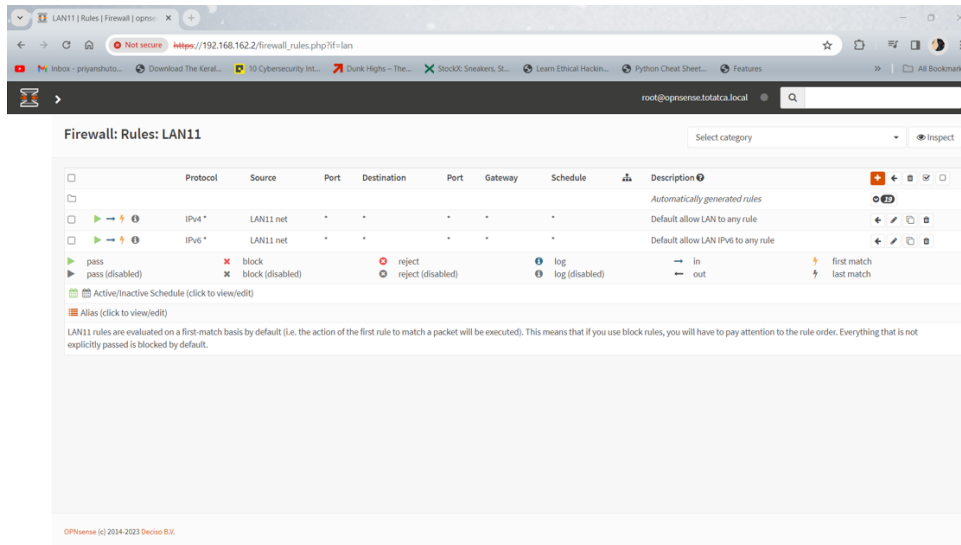 LAN11 | Rules | Firewall | opnse
Not secure https://192.168.162.2/firewall_rules.php?if=lan
Inbox - priyanshuto... Download The Keral... 10 Cybersecurity Int... Dunk Highs – The... StockX: Sneakers, St... Learn Ethical Hackin... Python Cheat Sheet... Features » All Bookmark
root@opnsense.totatca.local
Firewall: Rules: LAN11 Select category Inspect
Protocol Source Port Destination Port Gateway Schedule Description
Automatically generated rules 19
IPv4 * LAN11 net * * * * * Default allow LAN to any rule
IPv6 * LAN11 net * * * * * Default allow LAN IPv6 to any rule
pass block reject log in first match
pass (disabled) block (disabled) reject (disabled) log (disabled) out last match
Active/Inactive Schedule (click to view/edit)
Alias (click to view/edit)
LAN11 rules are evaluated on a first-match basis by default (i.e. the action of the first rule to match a packet will be executed). This means that if you use block rules, you will have to pay attention to the rule order. Everything that is not
explicitly passed is blocked by default.
OPNsense (c) 2014-2023 Deciso B.V.